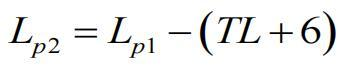 L_{p2} = L_{p1} − (TL + 6)